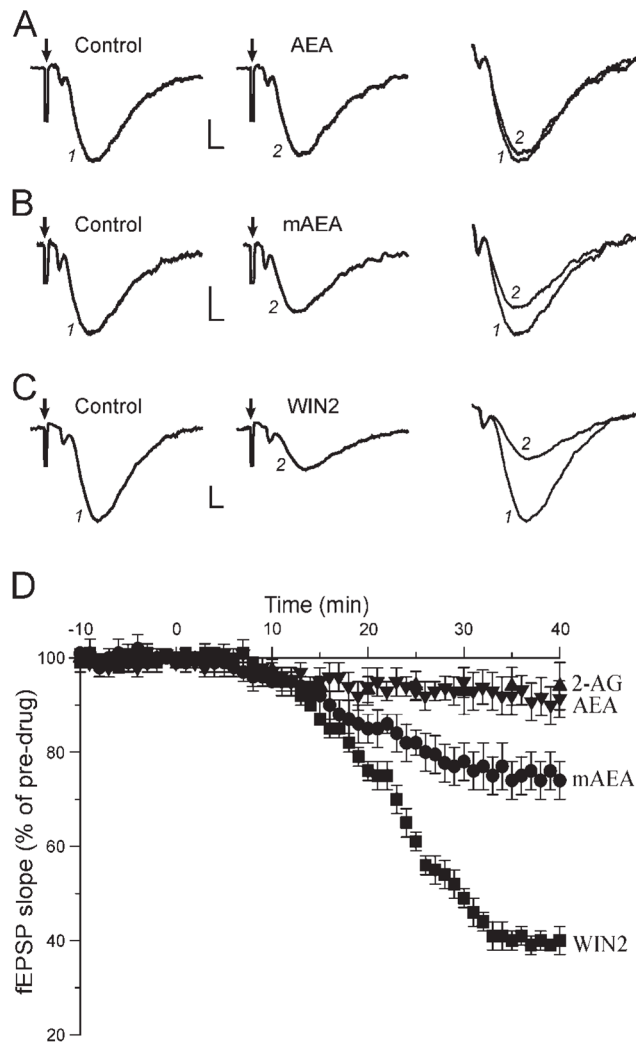 A
Control
AEA
1
2
2
1
B
Control
mAEA
1
2
2
1
C
Control
WIN2
1
2
2
1
D
Time (min)
-10 0 10 20 30 40
fEPSP slope (% of pre-drug)
100
80
60
40
20
2-AG
AEA
mAEA
WIN2